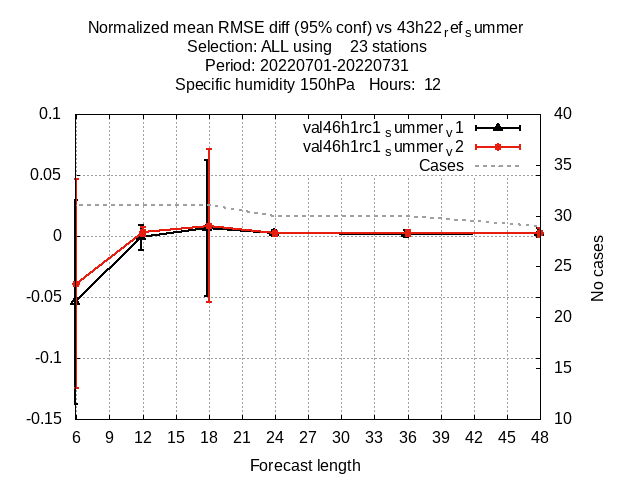 Normalized mean RMSE diff (95% conf) vs 43h22refsummer
Selection: ALL using 23 stations
Period: 20220701-20220731
Specific humidity 150hPa Hours: 12
0.1
0.05
0
-0.05
-0.1
-0.15
40
35
30
25
20
15
10
val46h1rc1summerv1
val46h1rc1summerv2
Cases
No cases
6 9 12 15 18 21 24 27 30 33 36 39 42 45 48
Forecast length